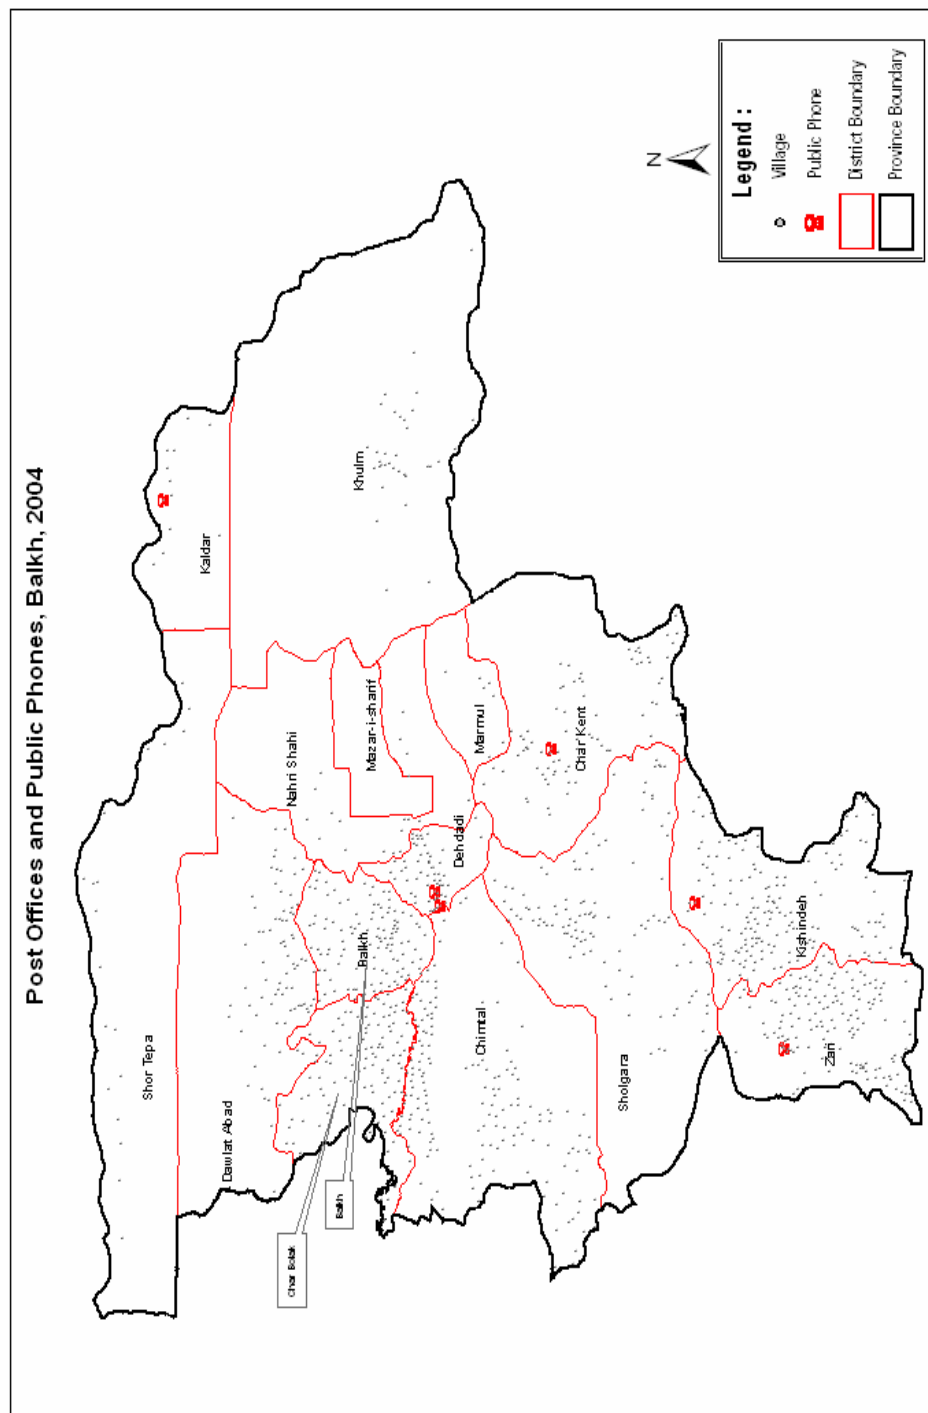 Post Offices and Public Phones, Balkh, 2004
N
Legend :
Village
Public Phone
District Boundary
Province Boundary
Shor Tepa
Kaldar
Dawlat Abad
Nahri Shahi
Khulm
Mazar-i-sharif
Balkh
Char Bolak
Balkh
Dehdadi
Marmul
Chimtal
Char Kent
Sholgara
Kishindeh
Zari